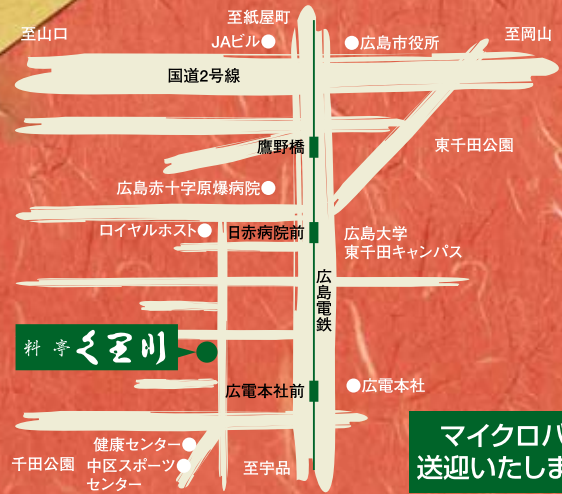 至紙屋町
至山口
至岡山
JAビル
広島市役所
国道2号線
鷹野橋
東千田公園
広島赤十字原爆病院
ロイヤルホスト
日赤病院前
広島大学
東千田キャンパス
広島電鉄
料亭
広電本社前
広電本社
健康センター
千田公園
中区スポーツ
センター
至宇品
マイクロバ
送迎いたしま